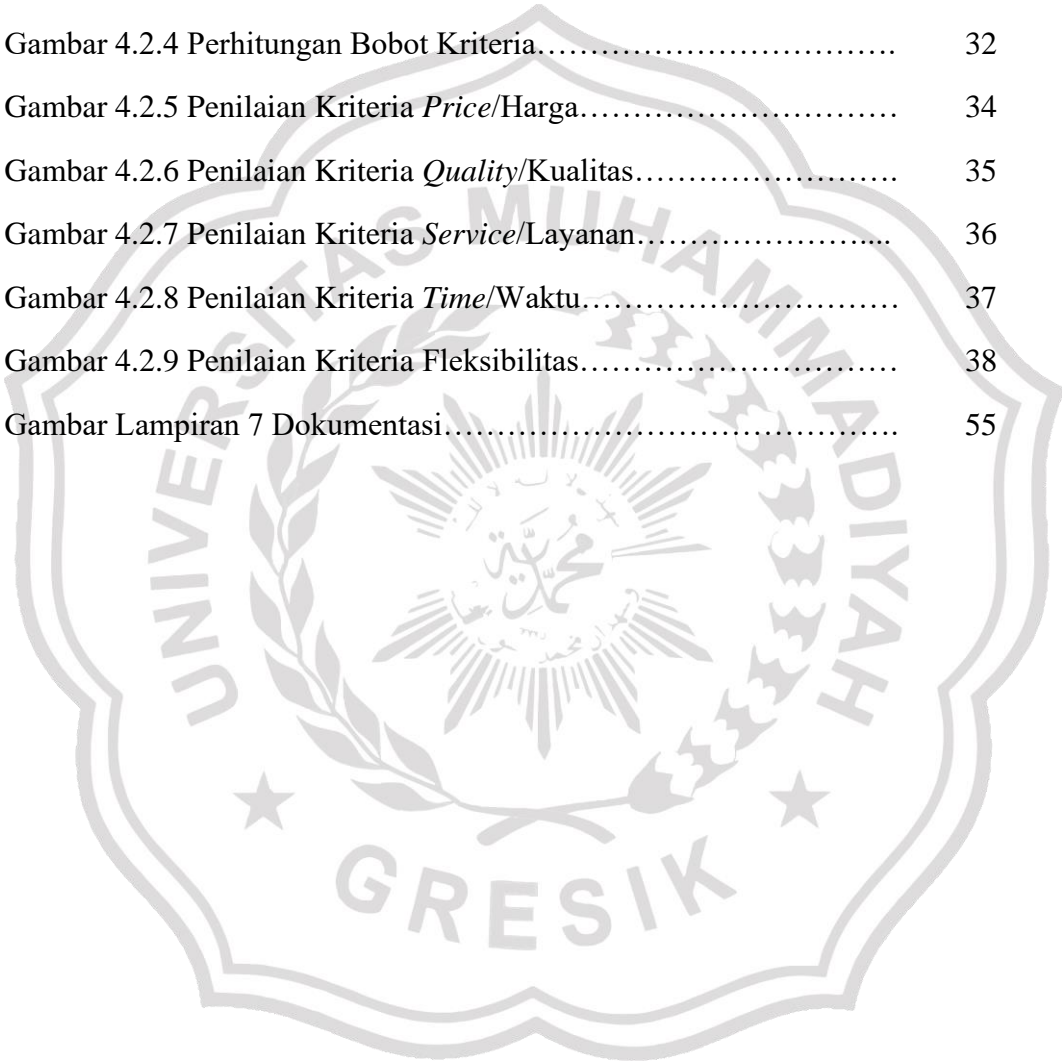 Gambar 4.2.4 Perhitungan Bobot Kriteria……………………………. 32
Gambar 4.2.5 Penilaian Kriteria Price/Harga………………………… 34
Gambar 4.2.6 Penilaian Kriteria Quality/Kualitas……………………. 35
Gambar 4.2.7 Penilaian Kriteria Service/Layanan………………….... 36
Gambar 4.2.8 Penilaian Kriteria Time/Waktu………………………… 37
Gambar 4.2.9 Penilaian Kriteria Fleksibilitas………………………… 38
Gambar Lampiran 7 Dokumentasi……………………………………. 55
UNIVERSITAS MUHAMMADIYAH
محمدية
GRESIK